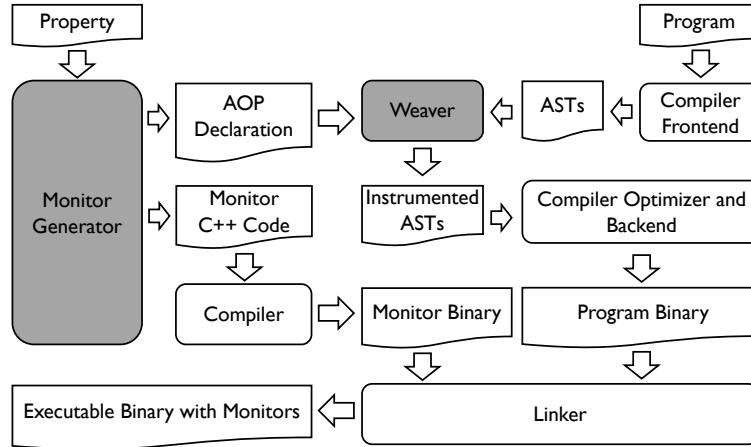 Property
Program
AOP
Declaration
Weaver
ASTs
Compiler
Frontend
Monitor
Generator
Monitor
C++ Code
Instrumented
ASTs
Compiler Optimizer and
Backend
Compiler
Monitor Binary
Program Binary
Executable Binary with Monitors
Linker